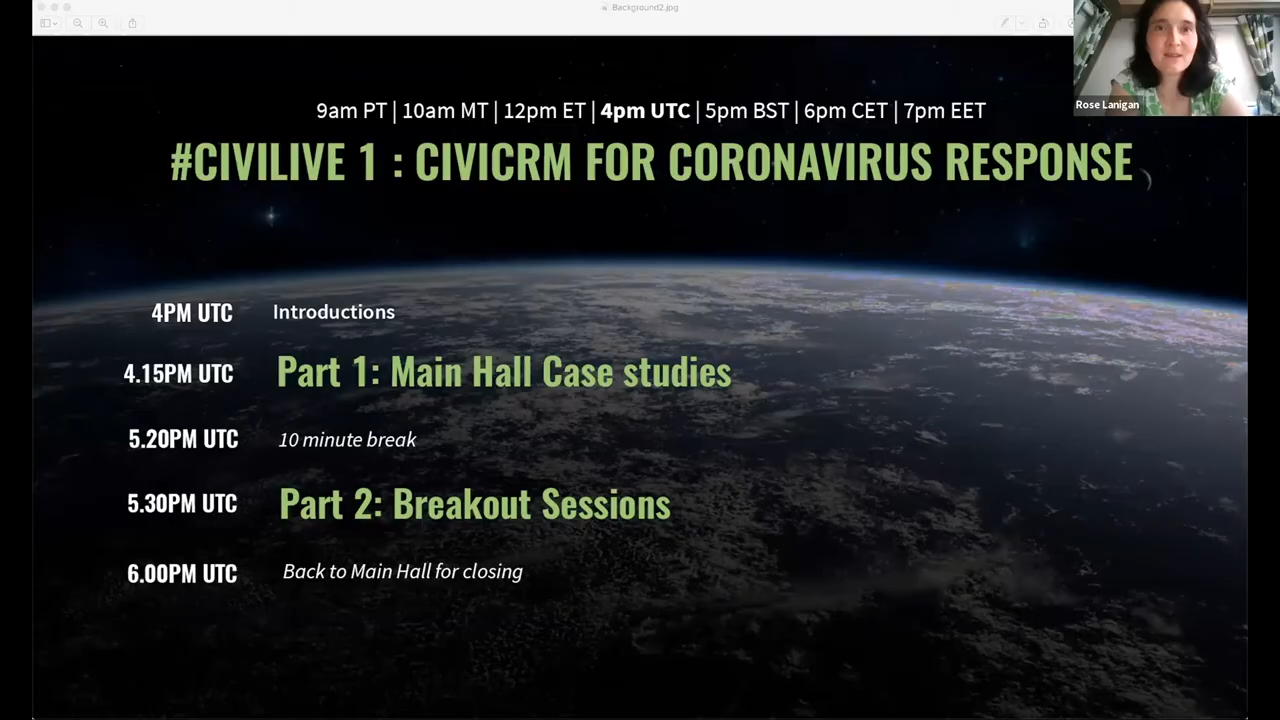 Background2.jpg
Rose Lanigan
9am PT | 10am MT | 12pm ET | 4pm UTC | 5pm BST | 6pm CET | 7pm EET
#CIVILIVE 1 : CIVICRM FOR CORONAVIRUS RESPONSE
4PM UTC Introductions
4.15PM UTC Part 1: Main Hall Case studies
5.20PM UTC 10 minute break
5.30PM UTC Part 2: Breakout Sessions
6.00PM UTC Back to Main Hall for closing